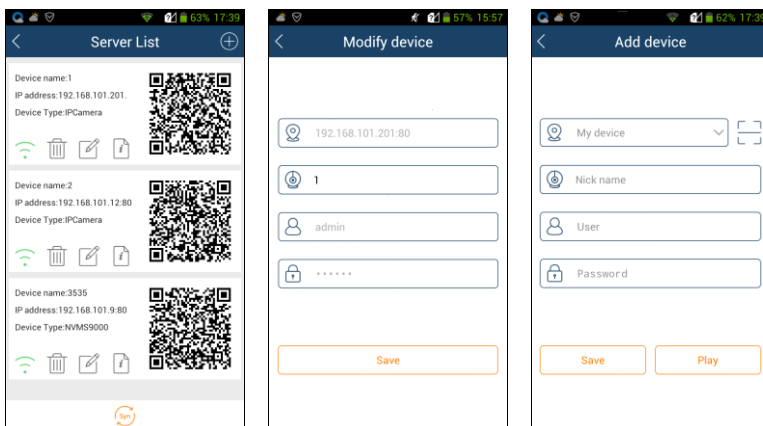 63% 17:39
Server List
Device name:1
IP address:192.168.101.201.
Device Type:IPCamera
Device name:2
IP address:192.168.101.12:80
Device Type:IPCamera
Device name:3535
IP address:192.168.101.9:80
Device Type:NVMS9000
Syn
57% 15:57
Modify device
192.168.101.201:80
1
admin
Save
62% 17:39
Add device
My device
Nick name
User
Password
Save
Play